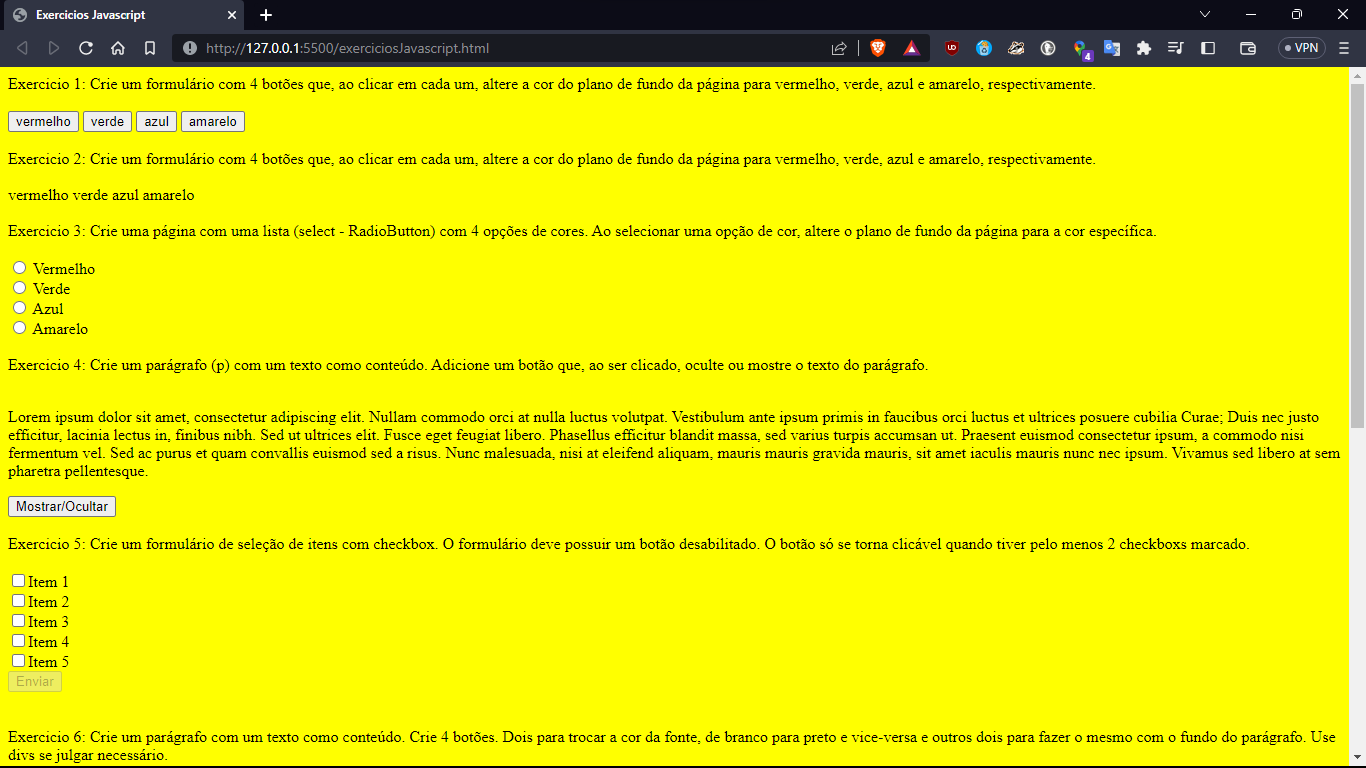 Exercicios Javascript
http://127.0.0.1:5500/exerciciosJavascript.html
UD
4
VPN
Exercicio 1: Crie um formulário com 4 botões que, ao clicar em cada um, altere a cor do plano de fundo da página para vermelho, verde, azul e amarelo, respectivamente.
vermelho verde azul amarelo
Exercicio 2: Crie um formulário com 4 botões que, ao clicar em cada um, altere a cor do plano de fundo da página para vermelho, verde, azul e amarelo, respectivamente.
vermelho verde azul amarelo
Exercicio 3: Crie uma página com uma lista (select - RadioButton) com 4 opções de cores. Ao selecionar uma opção de cor, altere o plano de fundo da página para a cor específica.
Vermelho
Verde
Azul
Amarelo
Exercicio 4: Crie um parágrafo (p) com um texto como conteúdo. Adicione um botão que, ao ser clicado, oculte ou mostre o texto do parágrafo.
Lorem ipsum dolor sit amet, consectetur adipiscing elit. Nullam commodo orci at nulla luctus volutpat. Vestibulum ante ipsum primis in faucibus orci luctus et ultrices posuere cubilia Curae; Duis nec justo
efficitur, lacinia lectus in, finibus nibh. Sed ut ultrices elit. Fusce eget feugiat libero. Phasellus efficitur blandit massa, sed varius turpis accumsan ut. Praesent euismod consectetur ipsum, a commodo nisi
fermentum vel. Sed ac purus et quam convallis euismod sed a risus. Nunc malesuada, nisi at eleifend aliquam, mauris mauris gravida mauris, sit amet iaculis mauris nunc nec ipsum. Vivamus sed libero at sem
pharetra pellentesque.
Mostrar/Ocultar
Exercicio 5: Crie um formulário de seleção de itens com checkbox. O formulário deve possuir um botão desabilitado. O botão só se torna clicável quando tiver pelo menos 2 checkboxs marcado.
Item 1
Item 2
Item 3
Item 4
Item 5
Enviar
Exercicio 6: Crie um parágrafo com um texto como conteúdo. Crie 4 botões. Dois para trocar a cor da fonte, de branco para preto e vice-versa e outros dois para fazer o mesmo com o fundo do parágrafo. Use
divs se julgar necessário.